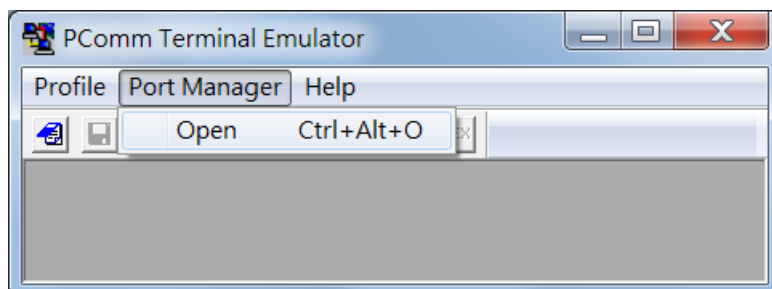 PComm Terminal Emulator
Profile Port Manager Help
Open Ctrl+Alt+O